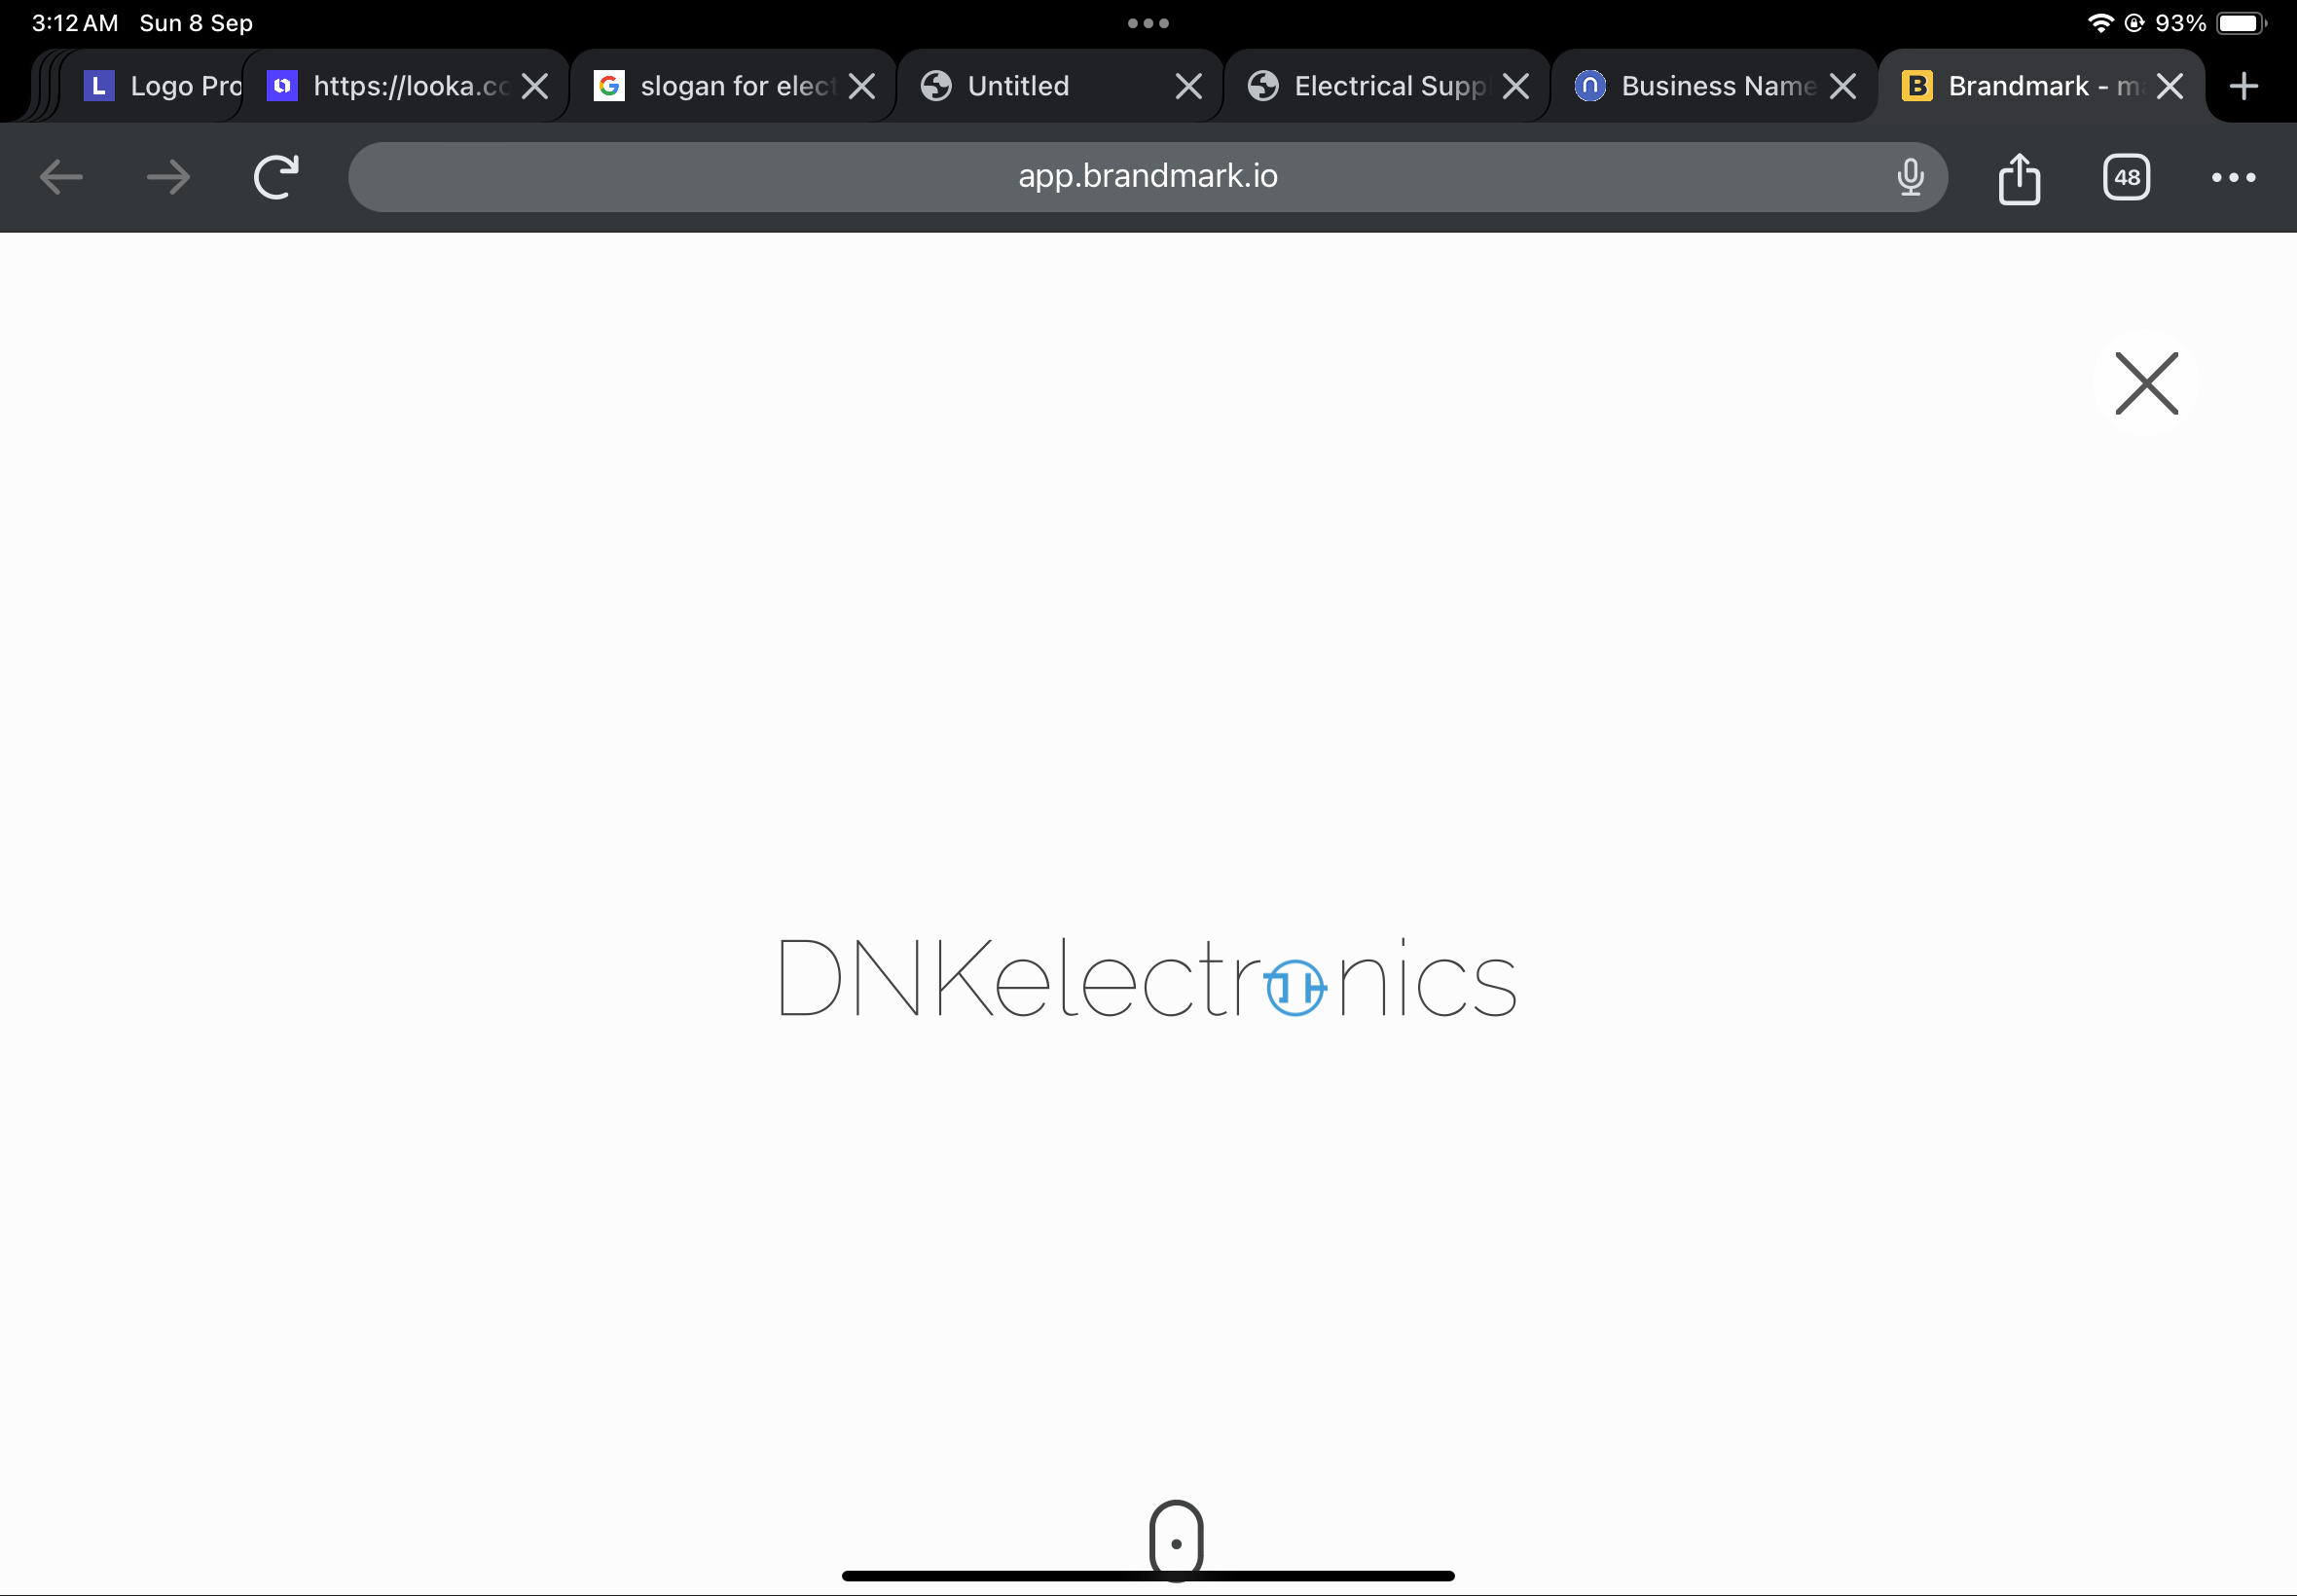 3:12 AM Sun 8 Sep
93%
L Logo Pro
https://looka.co
G slogan for elect
Untitled
Electrical Suppl
n Business Name
B Brandmark - m
app.brandmark.io
48
DNKelectronics